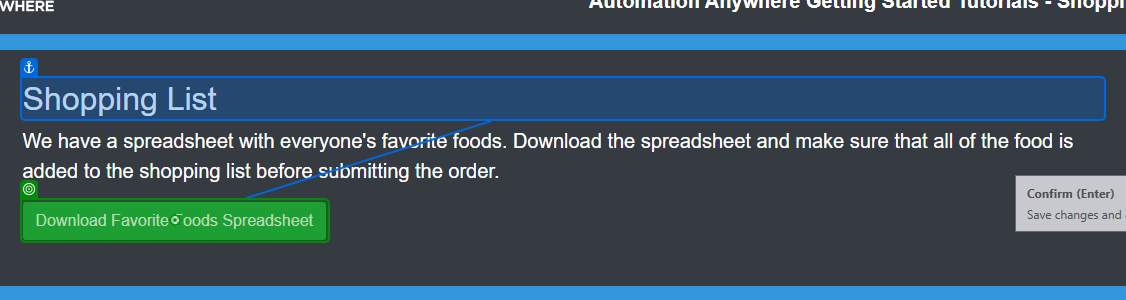 WHERE
Automation Anywhere Getting Started Tutorials - Shoppi
Shopping List
We have a spreadsheet with everyone's favorite foods. Download the spreadsheet and make sure that all of the food is
added to the shopping list before submitting the order.
Confirm (Enter)
Save changes and
Download Favorite Foods Spreadsheet